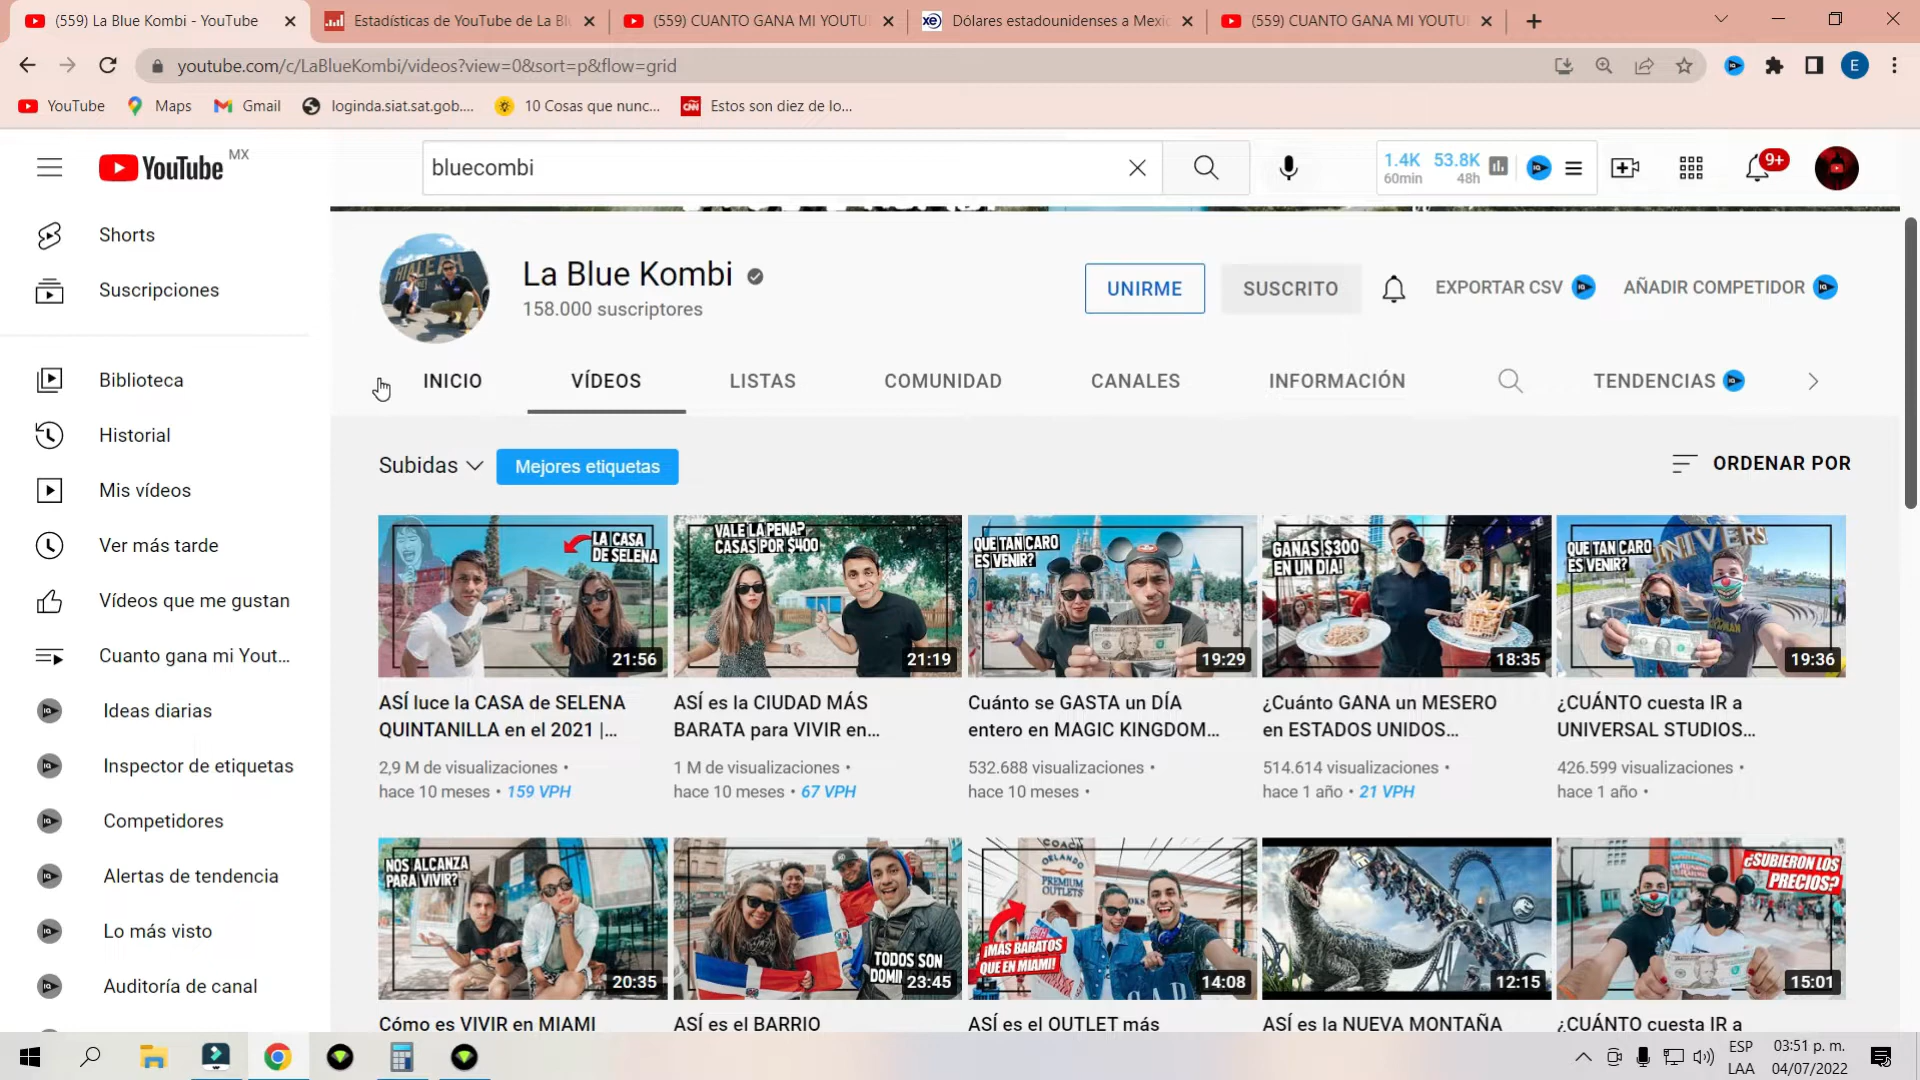 (559) La Blue Kombi - YouTube
Estadísticas de YouTube de La Bl
(559) CUANTO GANA MI YOUTU
Dólares estadounidenses a Mexic
(559) CUANTO GANA MI YOUTU
youtube.com/c/LaBlueKombi/videos?view=0&sort=p&flow=grid
E
YouTube
Maps
Gmail
loginda.siat.sat.gob....
10 Cosas que nunc...
Estos son diez de lo...
YouTube MX
bluecombi
1.4K 53.8K
60min 48h
9+
Shorts
Suscripciones
Biblioteca
Historial
Mis vídeos
Ver más tarde
Vídeos que me gustan
Cuanto gana mi Yout...
Ideas diarias
Inspector de etiquetas
Competidores
Alertas de tendencia
Lo más visto
Auditoría de canal
HIALEAH
La Blue Kombi
158.000 suscriptores
UNIRME
SUSCRITO
EXPORTAR CSV
AÑADIR COMPETIDOR
INICIO
VÍDEOS
LISTAS
COMUNIDAD
CANALES
INFORMACIÓN
TENDENCIAS
Subidas
Mejores etiquetas
ORDENAR POR
LA CASA
DE SELENA
21:56
VALE LA PENA?
CASAS POR $400
21:19
QUE TAN CARO
ES VENIR?
19:29
GANAS $300
EN UN DIA!
18:35
QUE TAN CARO
ES VENIR?
UNIVERS
19:36
ASÍ luce la CASA de SELENA
QUINTANILLA en el 2021 |...
2,9 M de visualizaciones •
hace 10 meses • 159 VPH
ASÍ es la CIUDAD MÁS
BARATA para VIVIR en...
1 M de visualizaciones •
hace 10 meses • 67 VPH
Cuánto se GASTA un DÍA
entero en MAGIC KINGDOM...
532.688 visualizaciones •
hace 10 meses •
¿Cuánto GANA un MESERO
en ESTADOS UNIDOS...
514.614 visualizaciones •
hace 1 año • 21 VPH
¿CUÁNTO cuesta IR a
UNIVERSAL STUDIOS...
426.599 visualizaciones •
hace 1 año •
NOS ALCANZA
PARA VIVIR?
20:35
TODOS SON
23:45
COACH
ORLANDO
PREMIUM
OUTLETS
¡MAS BARATOS
QUE EN MIAMI!
GAP
14:08
12:15
¿SUBIERON LOS
PRECIOS?
15:01
Cómo es VIVIR en MIAMI
ASÍ es el BARRIO
ASÍ es el OUTLET más
ASÍ es la NUEVA MONTAÑA
¿CUÁNTO cuesta IR a
ESP
LAA
03:51 p. m.
04/07/2022